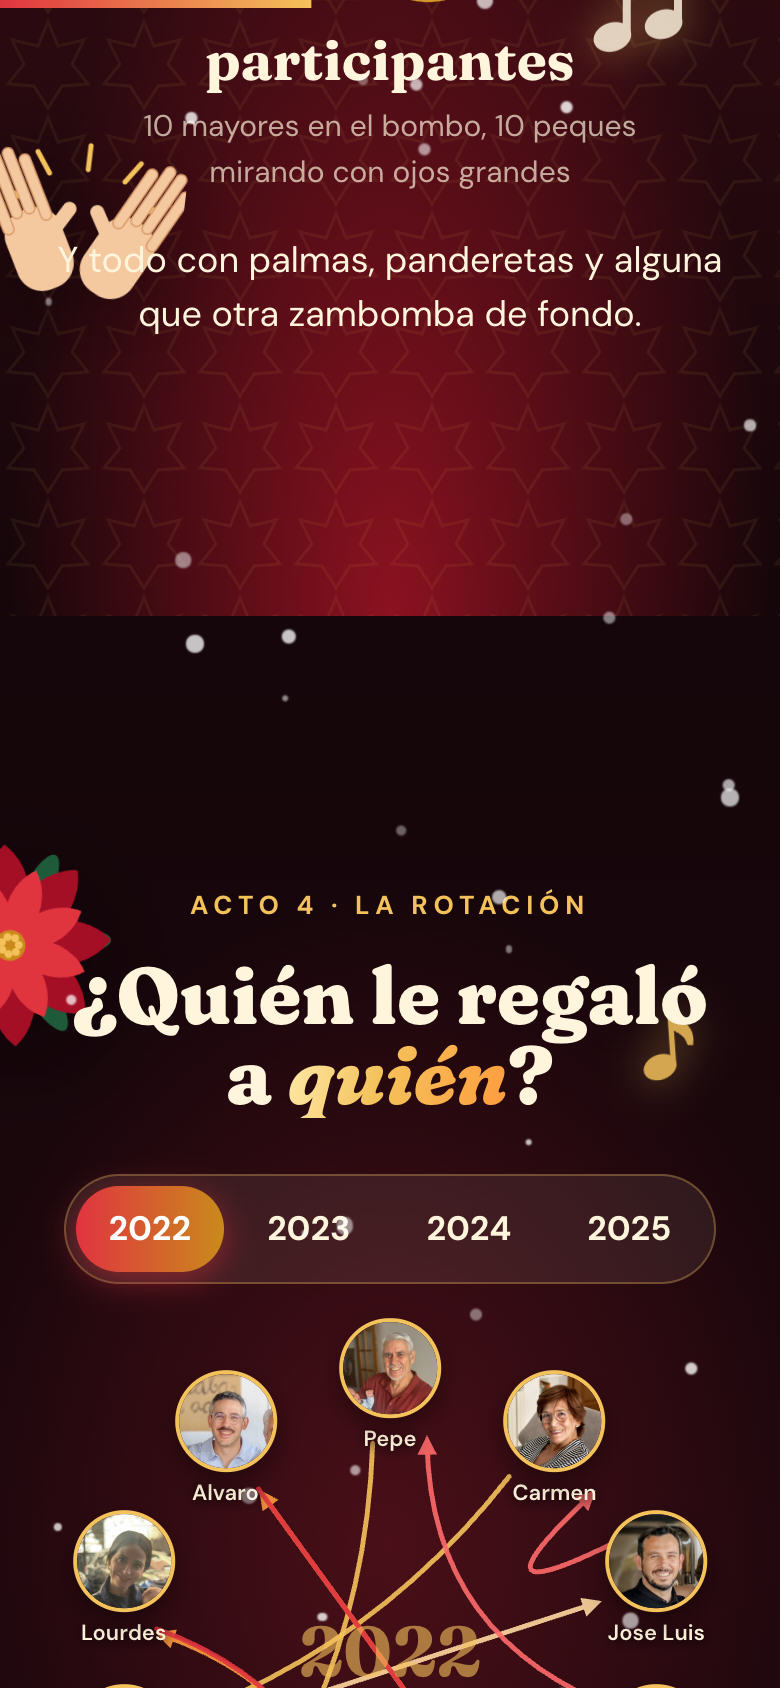 participantes
10 mayores en el bombo, 10 peques
mirando con ojos grandes
Y todo con palmas, panderetas y alguna
que otra zambomba de fondo.
ACTO 4 · LA ROTACIÓN
¿Quién le regaló
a quién?
2022 2023 2024 2025
Pepe
Alvaro Carmen
Lourdes Jose Luis
2022